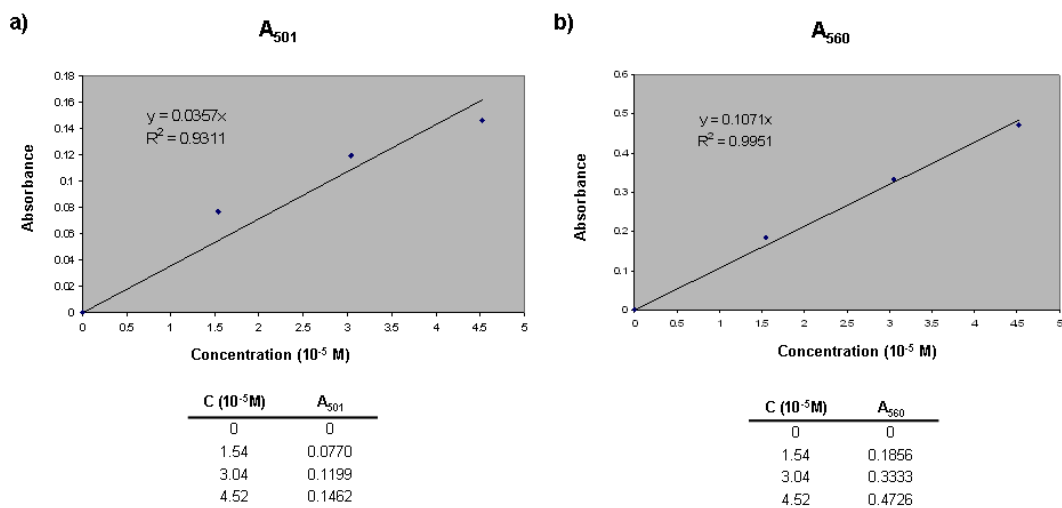 a)
A501
0.18
0.16
0.14
0.12
0.1
0.08
0.06
0.04
0.02
0
y = 0.0357x
R² = 0.9311
Absorbance
0 0.5 1 1.5 2 2.5 3 3.5 4 4.5 5
Concentration (10⁻⁵ M)
C (10⁻⁵M) A501
0 0
1.54 0.0770
3.04 0.1199
4.52 0.1462
b)
A560
0.6
0.5
0.4
0.3
0.2
0.1
0
y = 0.1071x
R² = 0.9951
Absorbance
0 0.5 1 1.5 2 2.5 3 3.5 4 4.5 5
Concentration (10⁻⁵ M)
C (10⁻⁵M) A560
0 0
1.54 0.1856
3.04 0.3333
4.52 0.4726